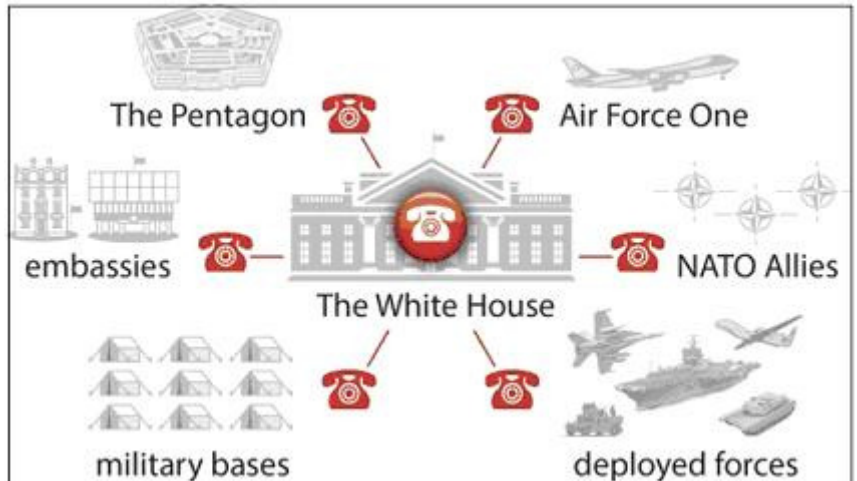 The Pentagon
Air Force One
embassies
NATO Allies
The White House
military bases
deployed forces